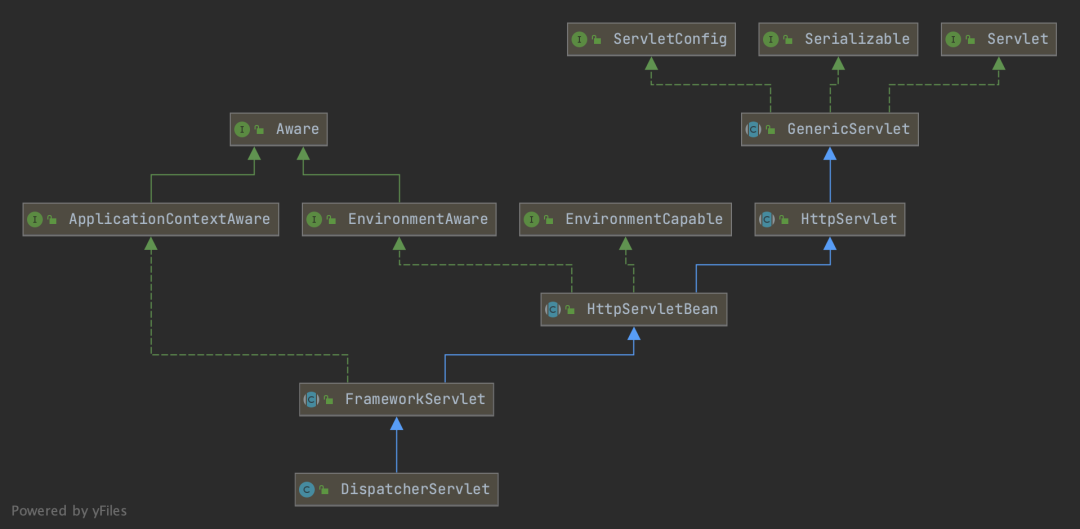 ServletConfig
Serializable
Servlet
Aware
GenericServlet
ApplicationContextAware
EnvironmentAware
EnvironmentCapable
HttpServlet
HttpServletBean
FrameworkServlet
DispatcherServlet
Powered by yFiles